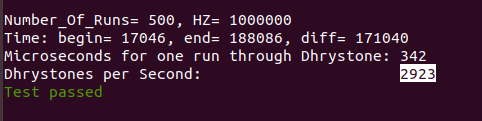 Number_Of_Runs= 500, HZ= 1000000
Time: begin= 17046, end= 188086, diff= 171040
Microseconds for one run through Dhrystone: 342
Dhrystones per Second:                      2923
Test passed